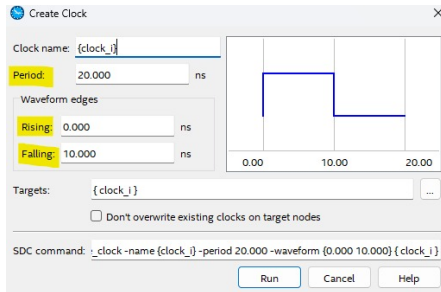 Create Clock
Clock name: {clock_i}
Period: 20.000 ns
Waveform edges
Rising: 0.000 ns
Falling: 10.000 ns
0.00 10.00 20.00
Targets: { clock_i } ...
Don't overwrite existing clocks on target nodes
SDC command: _clock -name {clock_i} -period 20.000 -waveform {0.000 10.000} { clock_i }
Run Cancel Help